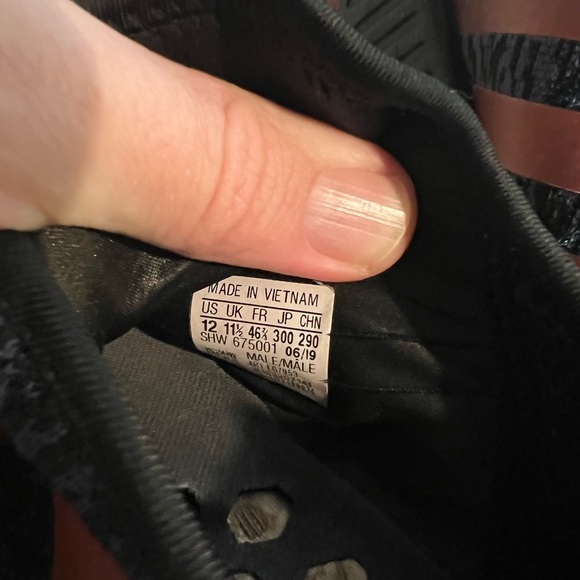 MADE IN VIETNAM
US UK FR JP CHN
12 11½ 46⅔ 300 290
SHW 675001 06/19
MALE/MÂLE